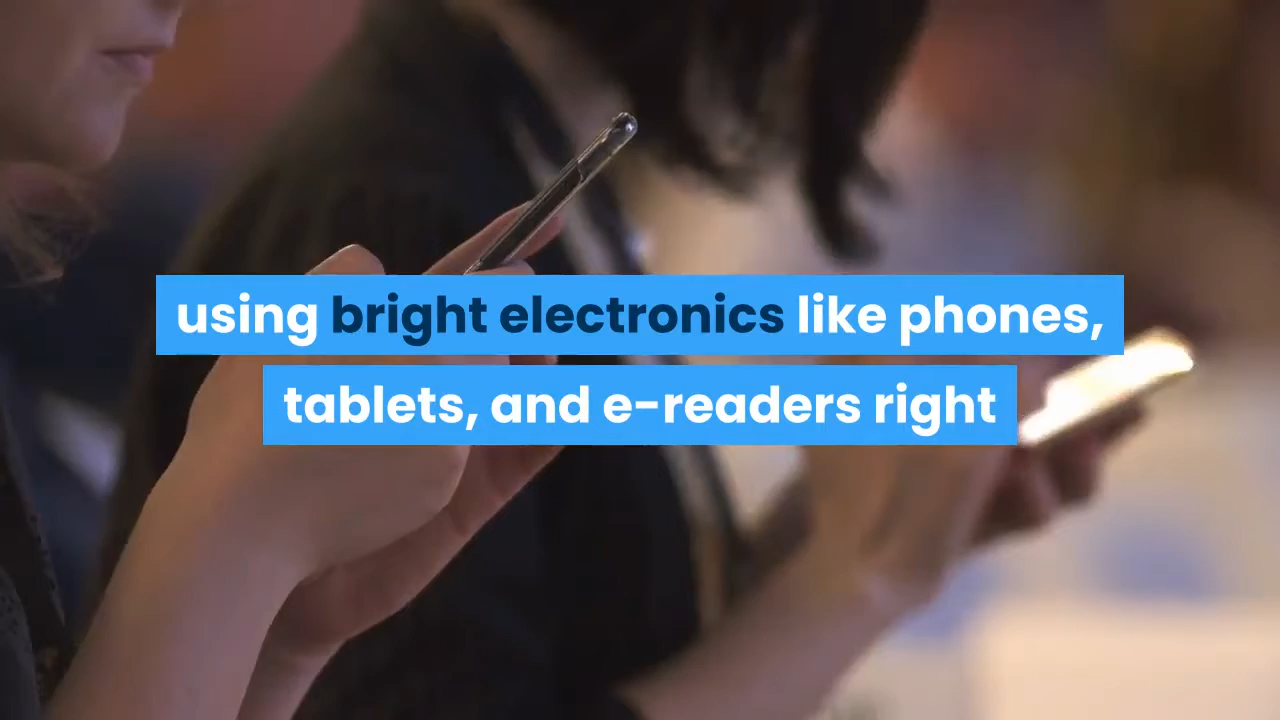 using bright electronics like phones,
tablets, and e-readers right